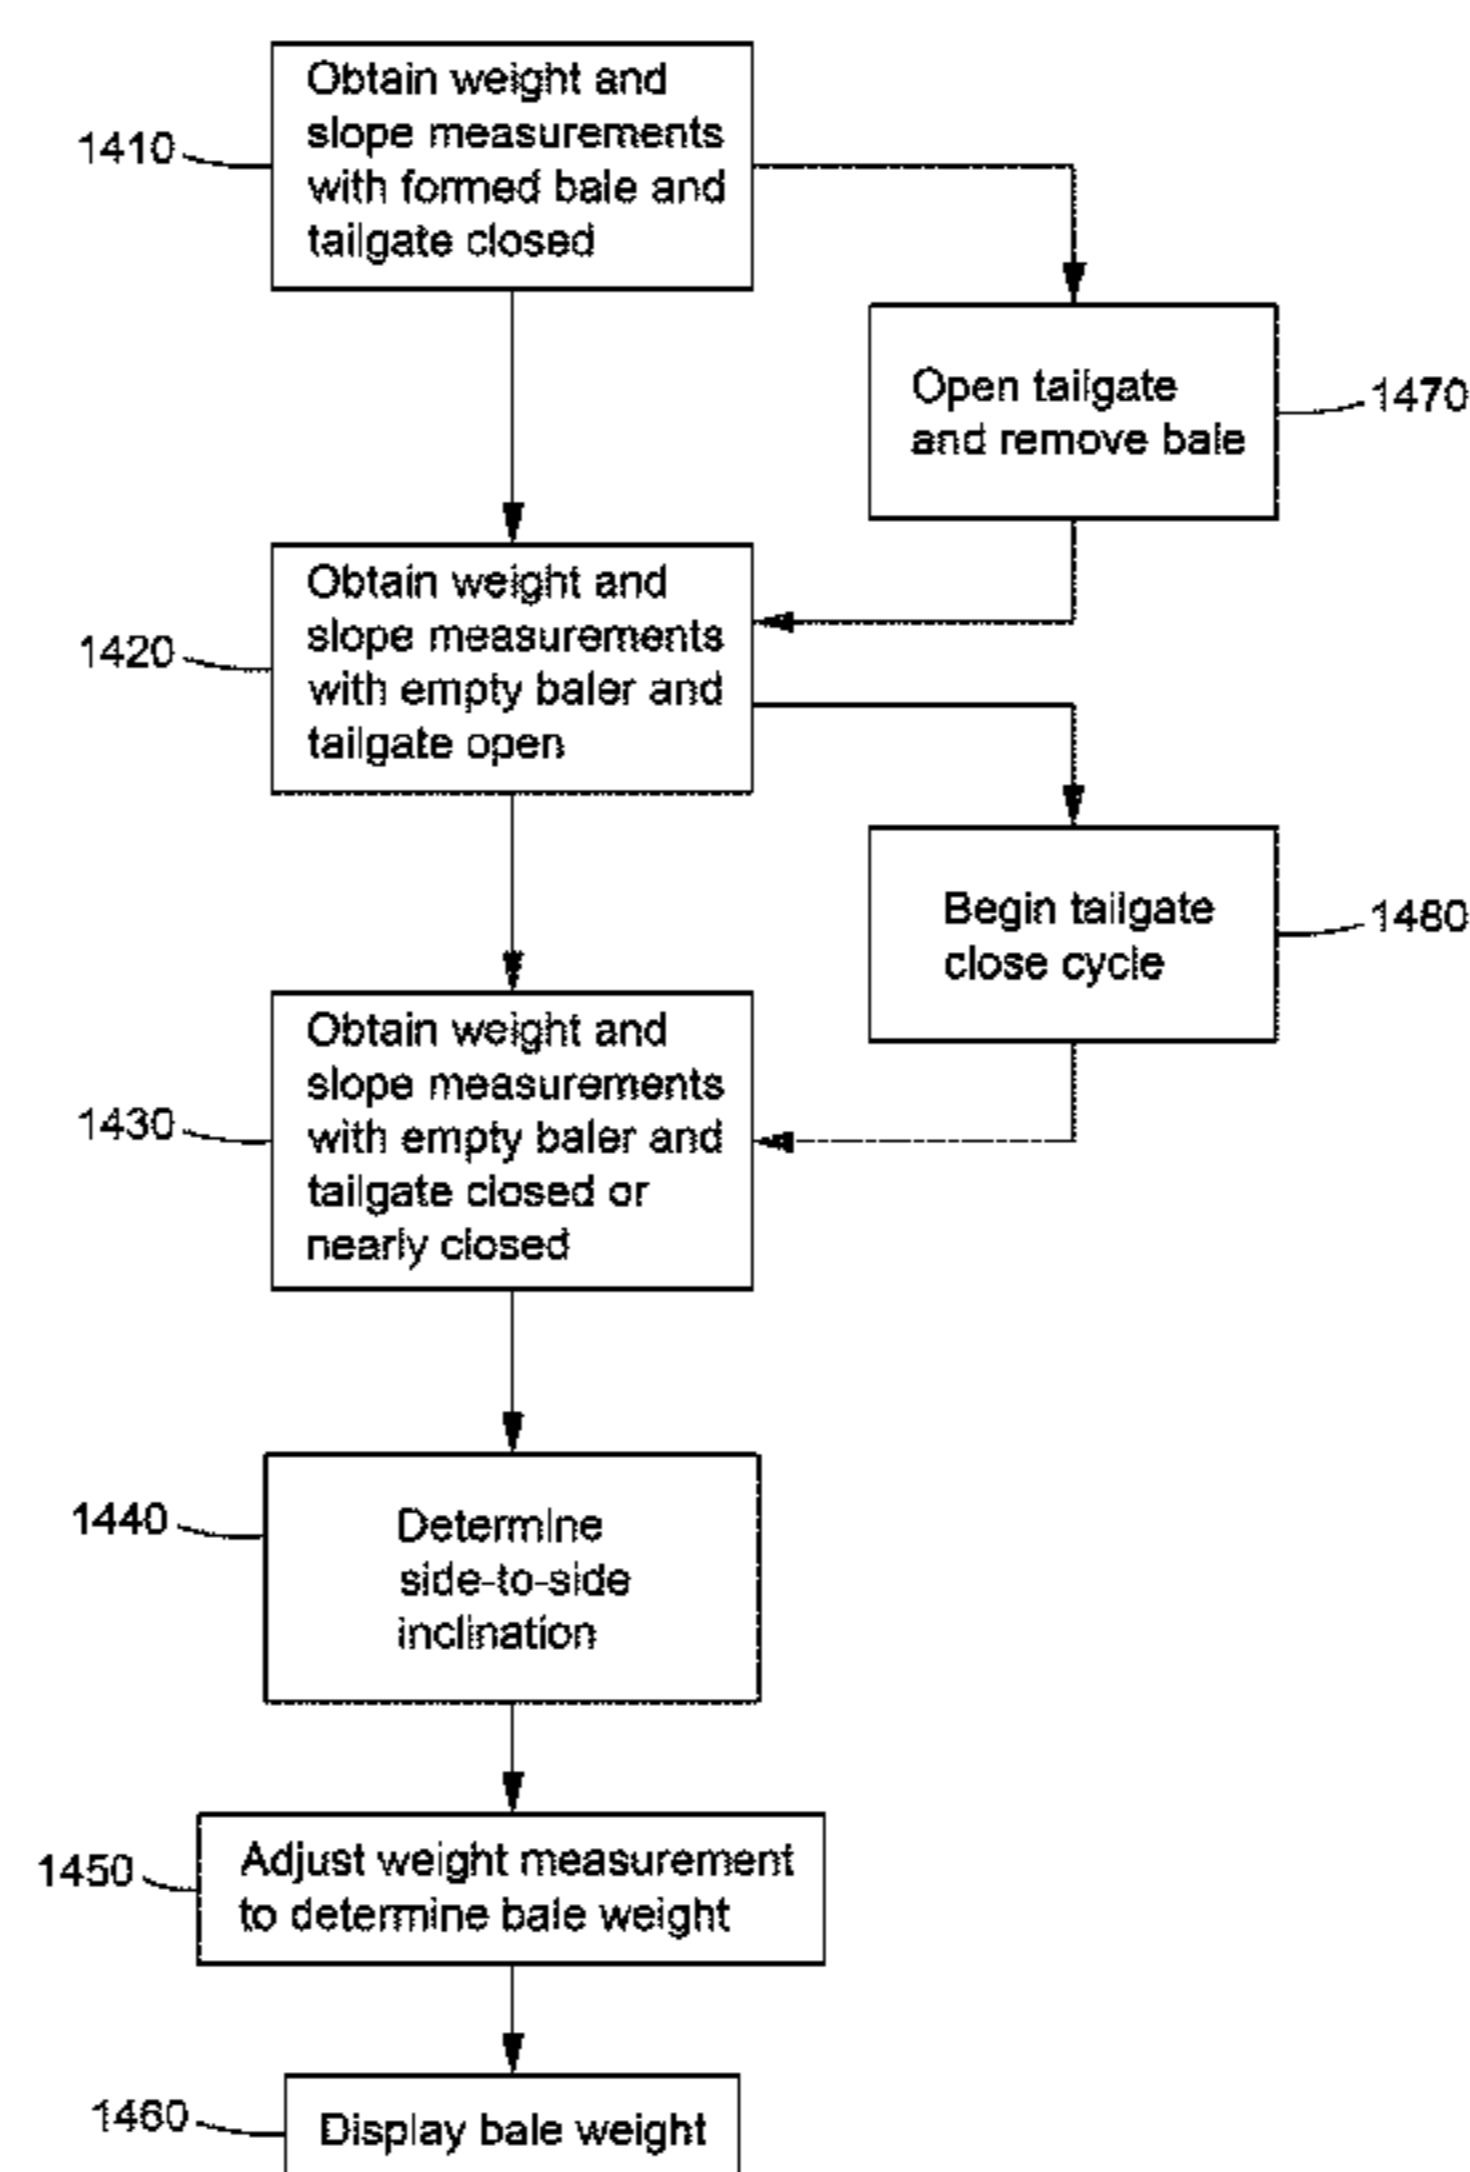 1410
Obtain weight and
slope measurements
with formed bale and
tailgate closed
Open tailgate
and remove bale
1470
1420
Obtain weight and
slope measurements
with empty baler and
tailgate open
Begin tailgate
close cycle
1480
1430
Obtain weight and
slope measurements
with empty baler and
tailgate closed or
nearly closed
1440
Determine
side-to-side
inclination
1450
Adjust weight measurement
to determine bale weight
1460
Display bale weight